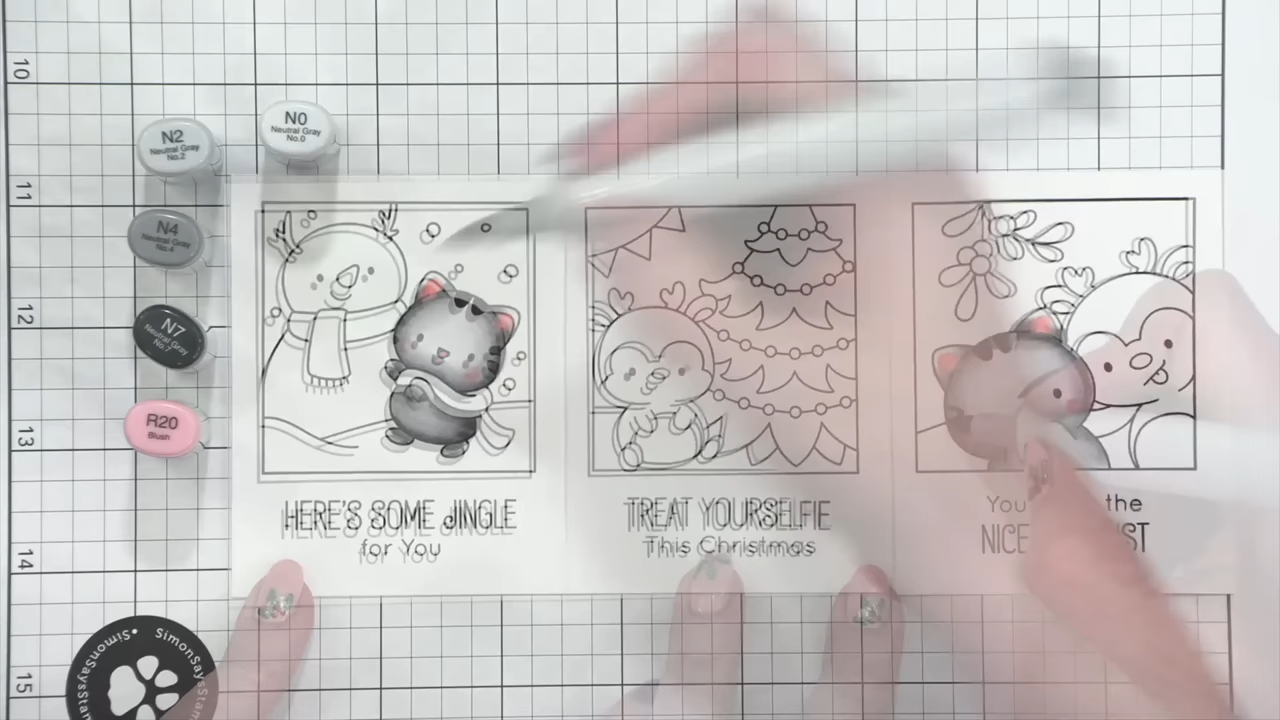 10
N0
Neutral Gray
No.0
N2
Neutral Gray
No.2
11
N4
Neutral Gray
No.4
12
N7
Neutral Gray
No.7
R20
Blush
13
HERE'S SOME JINGLE
for You
TREAT YOURSELFIE
This Christmas
You the
NICE
14
15
SimonSaysSta
SimonSays